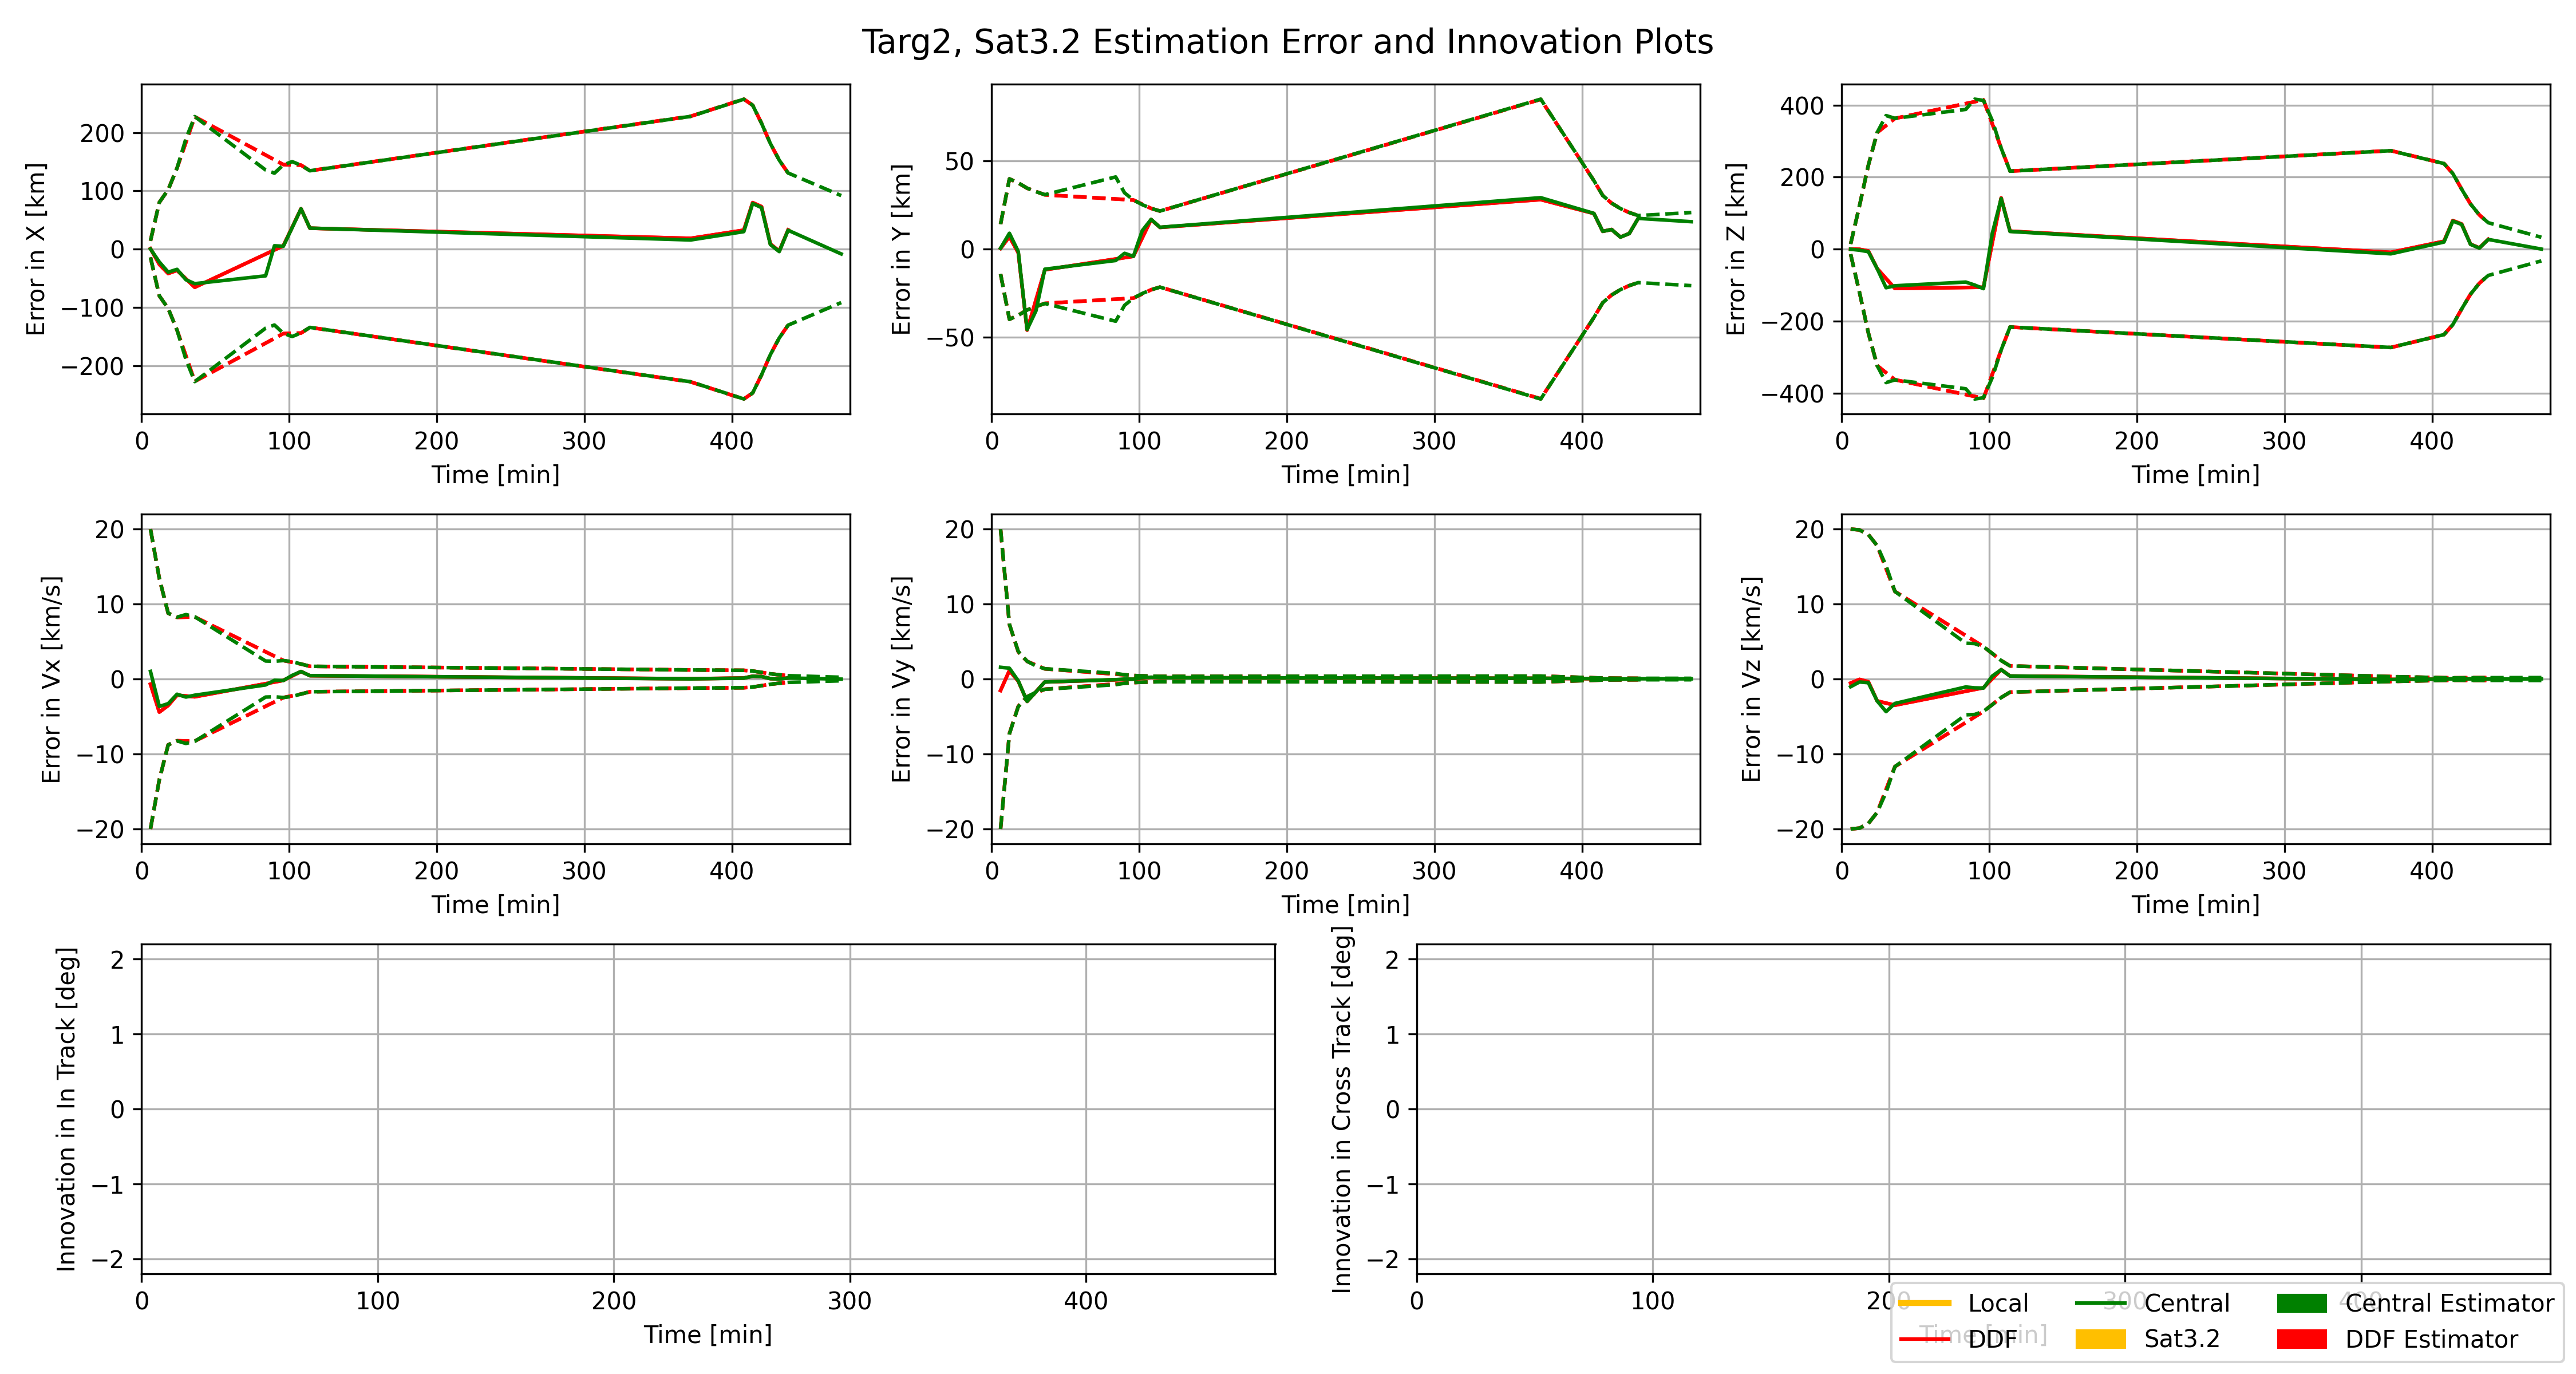 Targ2, Sat3.2 Estimation Error and Innovation Plots
Error in X [km]
200
100
0
−100
−200
0 100 200 300 400
Time [min]
Error in Y [km]
50
0
−50
0 100 200 300 400
Time [min]
Error in Z [km]
400
200
0
−200
−400
0 100 200 300 400
Time [min]
Error in Vx [km/s]
20
10
0
−10
−20
0 100 200 300 400
Time [min]
Error in Vy [km/s]
20
10
0
−10
−20
0 100 200 300 400
Time [min]
Error in Vz [km/s]
20
10
0
−10
−20
0 100 200 300 400
Time [min]
Innovation in In Track [deg]
2
1
0
−1
−2
0 100 200 300 400
Time [min]
Innovation in Cross Track [deg]
2
1
0
−1
−2
0 100 200 300 400
Time [min]
Local Central Central Estimator
DDF Sat3.2 DDF Estimator